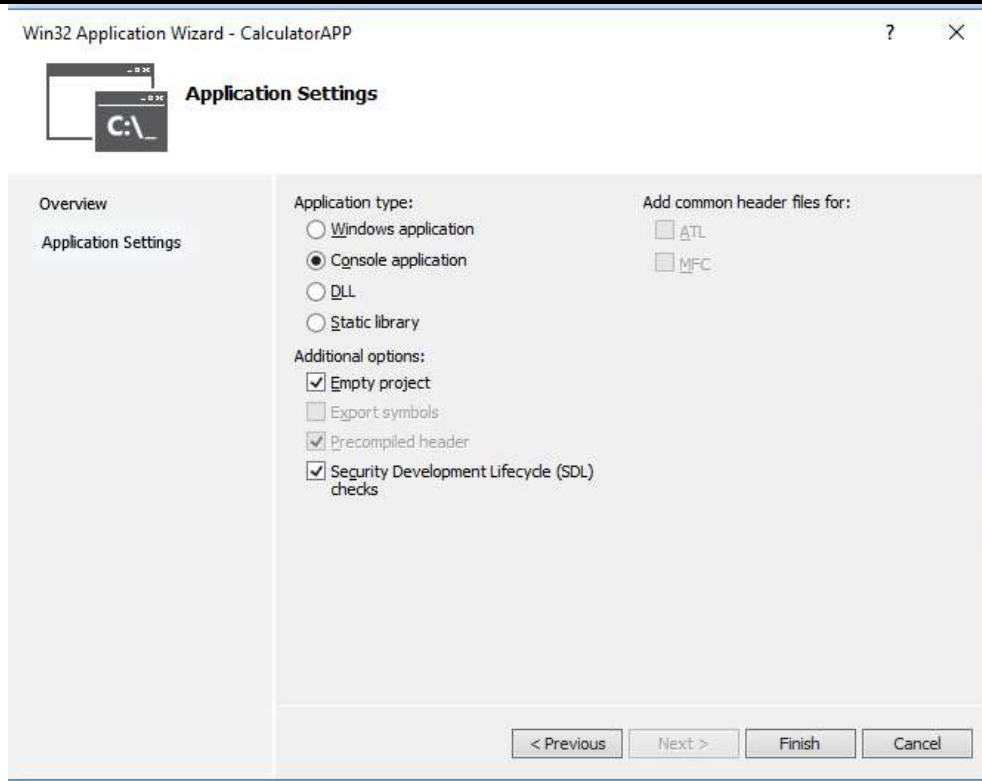 Win32 Application Wizard - CalculatorAPP
?
C:\_
Application Settings
Overview
Application Settings
Application type:
Windows application
Console application
DLL
Static library
Additional options:
Empty project
Export symbols
Precompiled header
Security Development Lifecycle (SDL)
checks
Add common header files for:
ATL
MFC
< Previous
Next >
Finish
Cancel